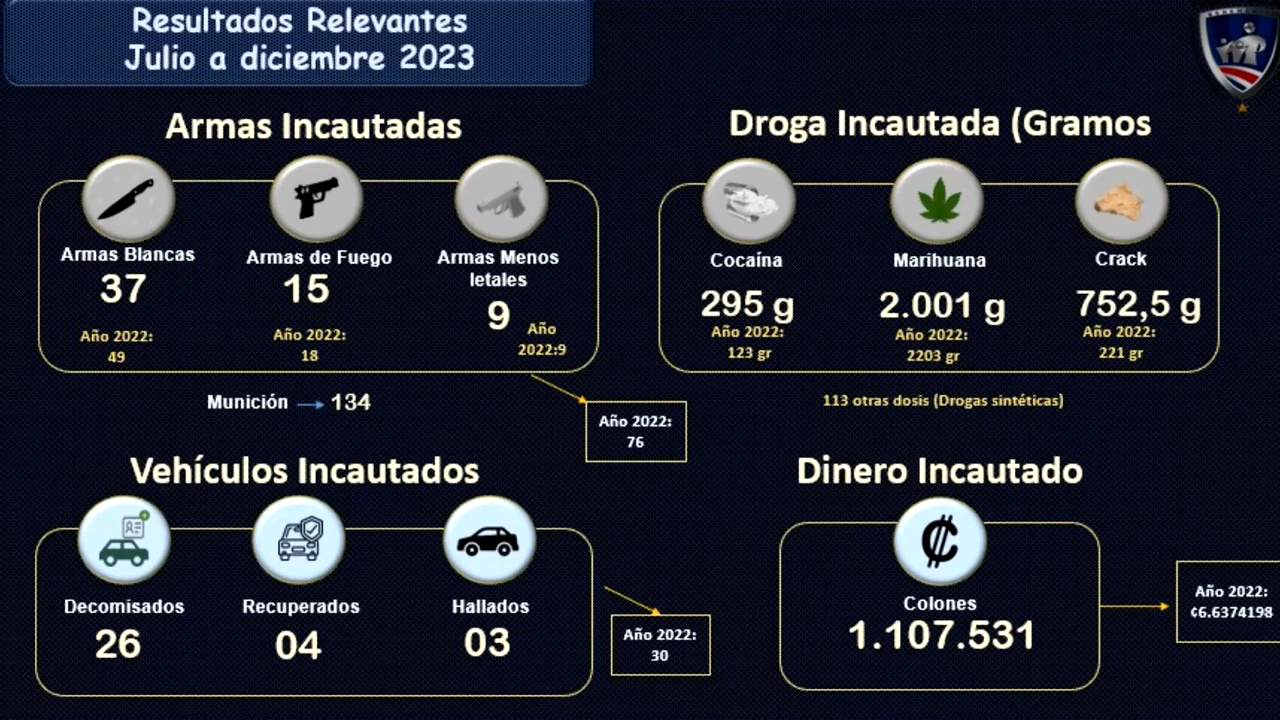 Resultados Relevantes
Julio a diciembre 2023
Armas Incautadas
Armas Blancas
37
Año 2022:
49
Armas de Fuego
15
Año 2022:
18
Armas Menos
letales
9
Año
2022:9
Munición 134
Año 2022:
76
Droga Incautada (Gramos
Cocaína
295 g
Año 2022:
123 gr
Marihuana
2.001 g
Año 2022:
2203 gr
Crack
752,5 g
Año 2022:
221 gr
113 otras dosis (Drogas sintéticas)
Vehículos Incautados
Decomisados
26
Recuperados
04
Hallados
03
Año 2022:
30
Dinero Incautado
₡
Colones
1.107.531
Año 2022:
¢6.6374198